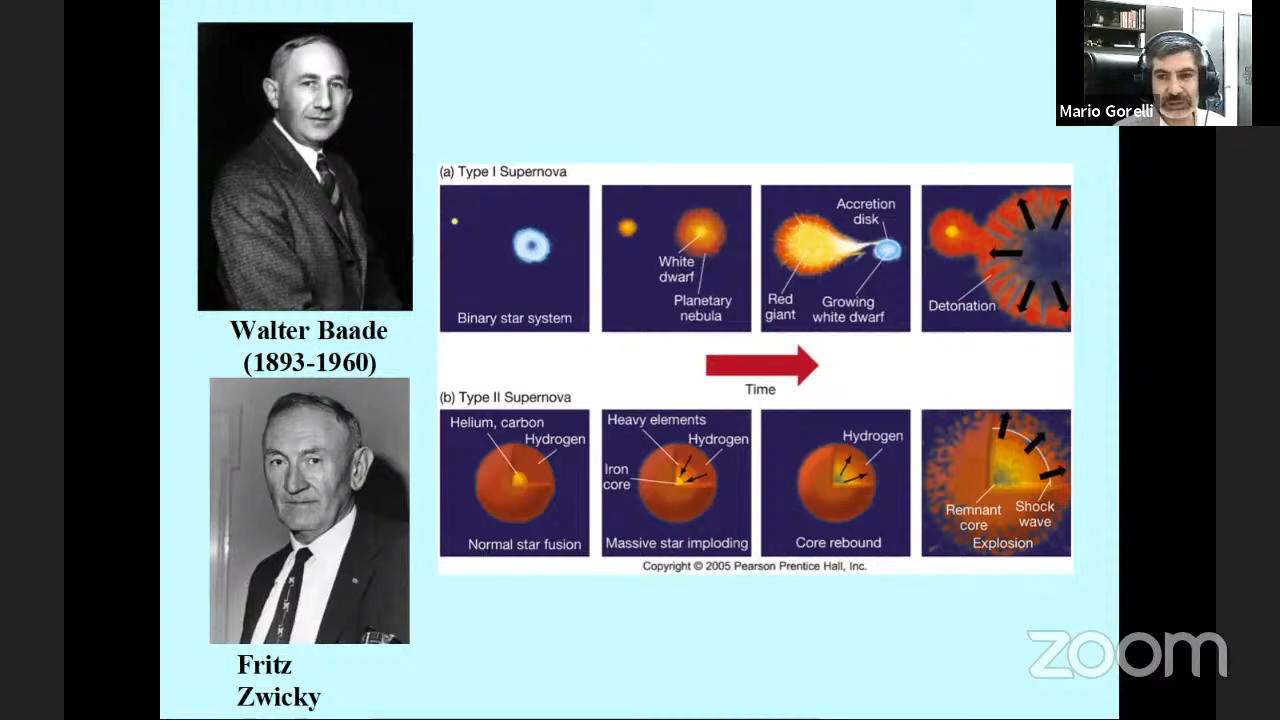 Mario Gorelli
Walter Baade
(1893-1960)
Fritz
Zwicky
(a) Type I Supernova
Binary star system
White
dwarf
Planetary
nebula
Accretion
disk
Red
giant
Growing
white dwarf
Detonation
Time
(b) Type II Supernova
Helium, carbon
Hydrogen
Normal star fusion
Heavy elements
Hydrogen
Iron
core
Massive star imploding
Hydrogen
Core rebound
Remnant
core
Shock
wave
Explosion
Copyright © 2005 Pearson Prentice Hall, Inc.
zoom